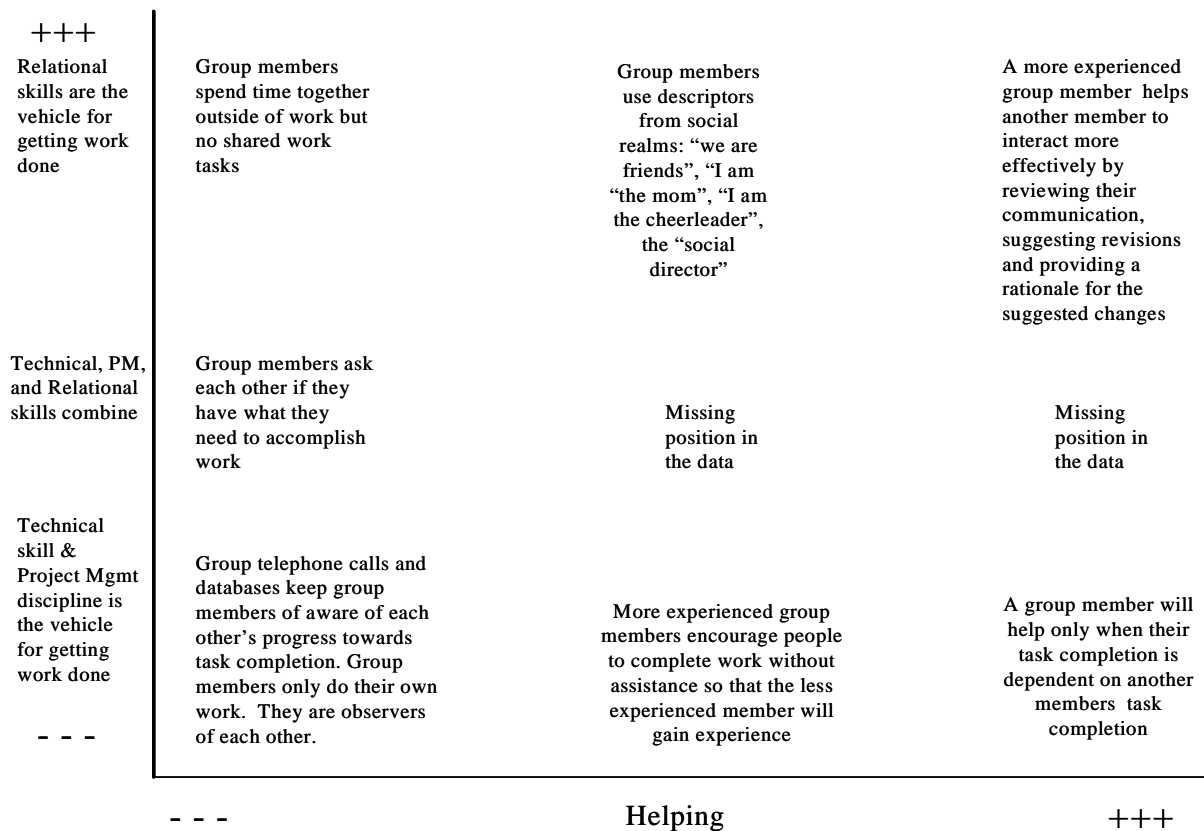 +++
Relational
skills are the
vehicle for
getting work
done
Group members
spend time together
outside of work but
no shared work
tasks
Group members
use descriptors
from social
realms: “we are
friends”, “I am
“the mom”, “I am
the cheerleader”,
the “social
director”
A more experienced
group member helps
another member to
interact more
effectively by
reviewing their
communication,
suggesting revisions
and providing a
rationale for the
suggested changes
Technical, PM,
and Relational
skills combine
Group members ask
each other if they
have what they
need to accomplish
work
Missing
position in
the data
Missing
position in
the data
Technical
skill &
Project Mgmt
discipline is
the vehicle
for getting
work done
- - -
Group telephone calls and
databases keep group
members of aware of each
other’s progress towards
task completion. Group
members only do their own
work. They are observers
of each other.
More experienced group
members encourage people
to complete work without
assistance so that the less
experienced member will
gain experience
A group member will
help only when their
task completion is
dependent on another
members task
completion
- - -
Helping
+++